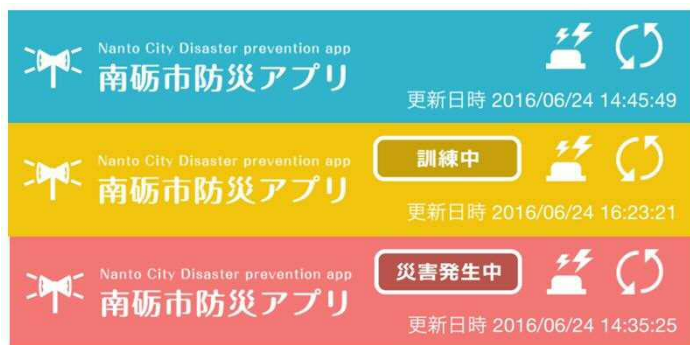 Nanto City Disaster prevention app
南砺市防災アプリ
更新日時 2016/06/24 14:45:49
Nanto City Disaster prevention app
南砺市防災アプリ
訓練中
更新日時 2016/06/24 16:23:21
Nanto City Disaster prevention app
南砺市防災アプリ
災害発生中
更新日時 2016/06/24 14:35:25